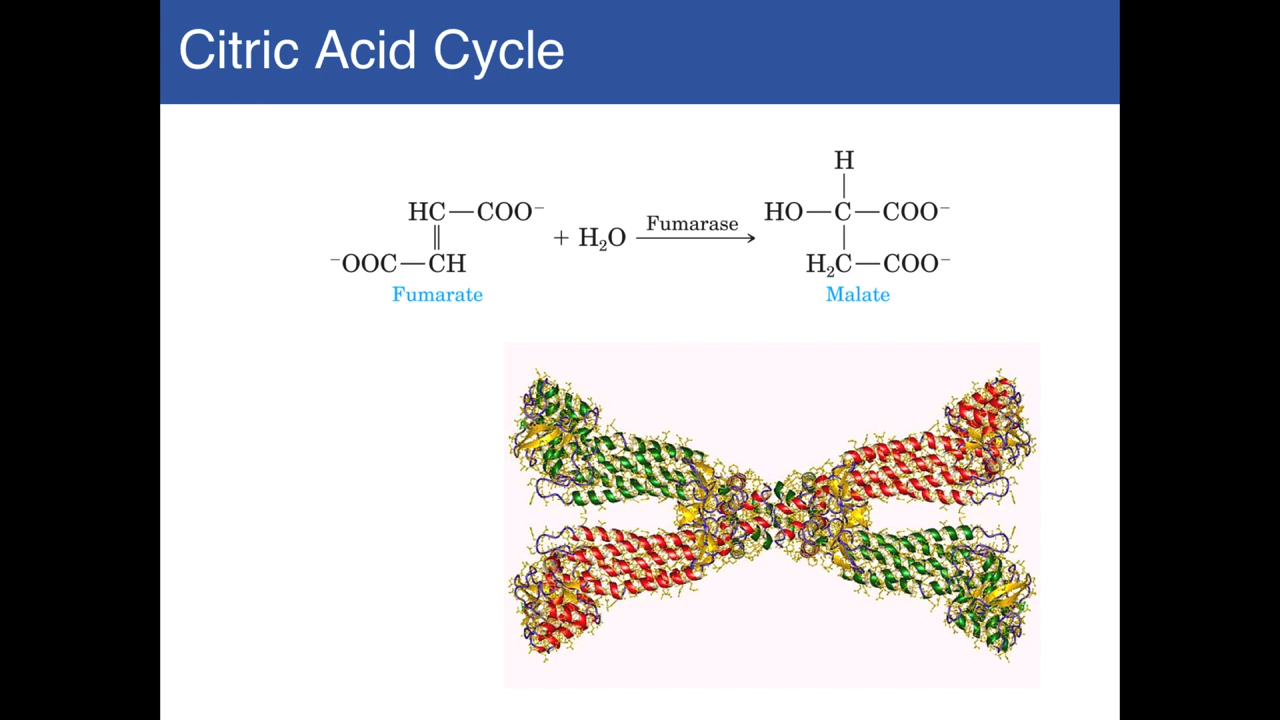 Citric Acid Cycle
H
HC—COO⁻
HO—C—COO⁻
+ H₂O
Fumarase
⁻OOC—CH
H₂C—COO⁻
Fumarate
Malate